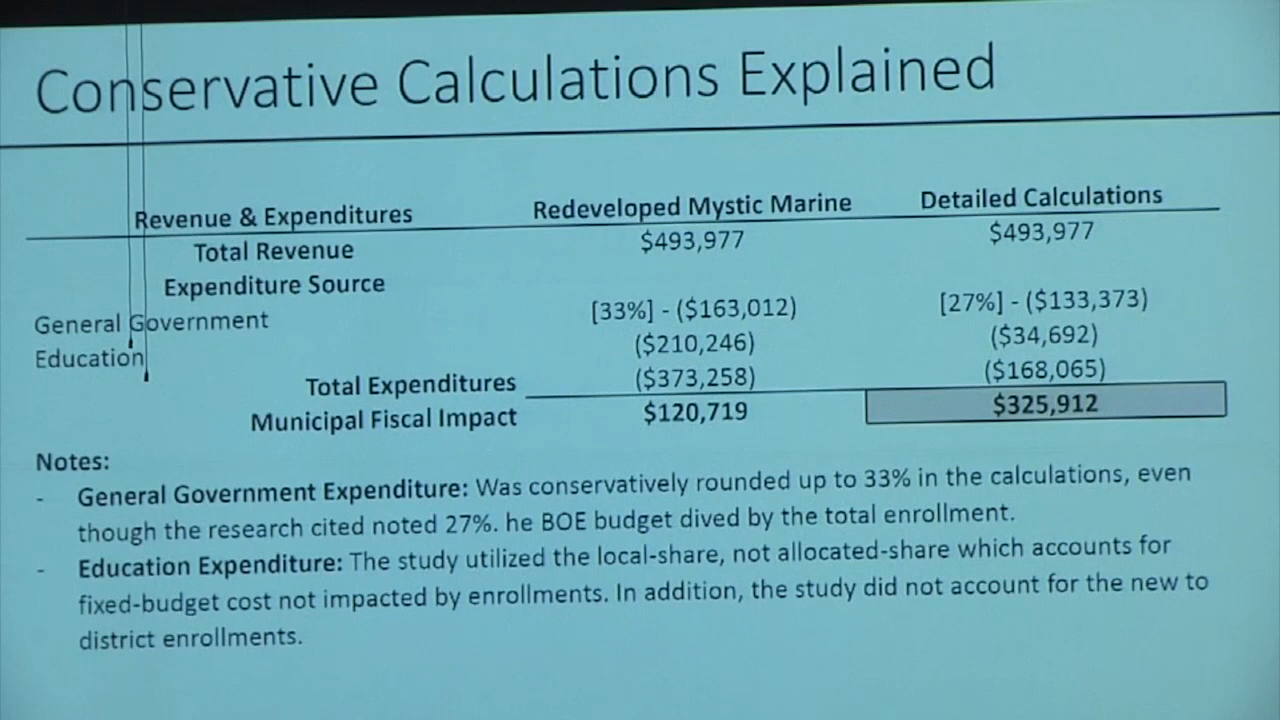 Conservative Calculations Explained
Revenue & Expenditures Redeveloped Mystic Marine Detailed Calculations
Total Revenue $493,977 $493,977
Expenditure Source
General Government [33%] - ($163,012) [27%] - ($133,373)
Education ($210,246) ($34,692)
Total Expenditures ($373,258) ($168,065)
Municipal Fiscal Impact $120,719 $325,912
Notes:
- General Government Expenditure: Was conservatively rounded up to 33% in the calculations, even
though the research cited noted 27%. he BOE budget dived by the total enrollment.
- Education Expenditure: The study utilized the local-share, not allocated-share which accounts for
fixed-budget cost not impacted by enrollments. In addition, the study did not account for the new to
district enrollments.